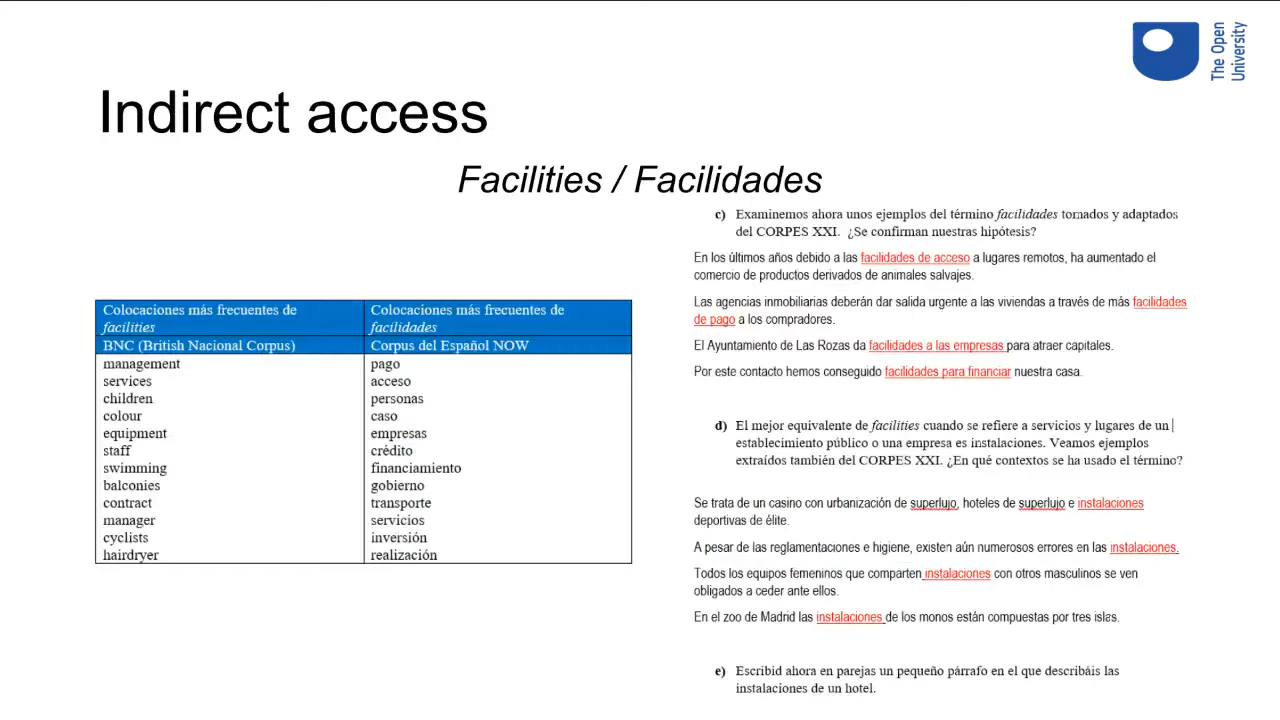 The Open
University
Indirect access
Facilities / Facilidades
Colocaciones más frecuentes de
facilities
Colocaciones más frecuentes de
facilidades
BNC (British Nacional Corpus)
Corpus del Español NOW
management
pago
services
acceso
children
personas
colour
caso
equipment
empresas
staff
crédito
swimming
financiamiento
balconies
gobierno
contract
transporte
manager
servicios
cyclists
inversión
hairdryer
realización
c) Examinemos ahora unos ejemplos del término facilidades tomados y adaptados
del CORPES XXI. ¿Se confirman nuestras hipótesis?
En los últimos años debido a las facilidades de acceso a lugares remotos, ha aumentado el
comercio de productos derivados de animales salvajes.
Las agencias inmobiliarias deberán dar salida urgente a las viviendas a través de más facilidades
de pago a los compradores.
El Ayuntamiento de Las Rozas da facilidades a las empresas para atraer capitales.
Por este contacto hemos conseguido facilidades para financiar nuestra casa.
d) El mejor equivalente de facilities cuando se refiere a servicios y lugares de un
establecimiento público o una empresa es instalaciones. Veamos ejemplos
extraídos también del CORPES XXI. ¿En qué contextos se ha usado el término?
Se trata de un casino con urbanización de superlujo, hoteles de superlujo e instalaciones
deportivas de élite.
A pesar de las reglamentaciones e higiene, existen aún numerosos errores en las instalaciones.
Todos los equipos femeninos que comparten instalaciones con otros masculinos se ven
obligados a ceder ante ellos.
En el zoo de Madrid las instalaciones de los monos están compuestas por tres islas.
e) Escribid ahora en parejas un pequeño párrafo en el que describáis las
instalaciones de un hotel.